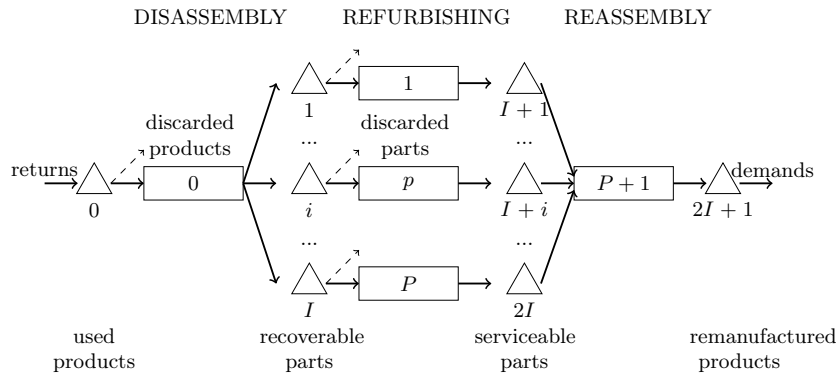 DISASSEMBLY REFURBISHING REASSEMBLY
1 1 I + 1
discarded products
... discarded parts ...
returns 0 0 i p I + i P + 1 2I + 1 demands
... ...
I P 2I
used products
recoverable parts
serviceable parts
remanufactured products